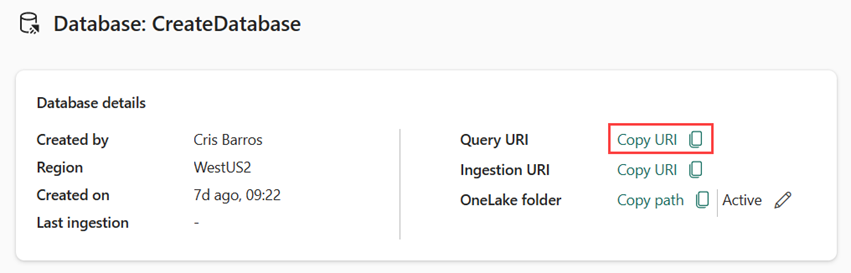 Database: CreateDatabase
Database details
Created by Cris Barros
Region WestUS2
Created on 7d ago, 09:22
Last ingestion -
Query URI Copy URI
Ingestion URI Copy URI
OneLake folder Copy path Active